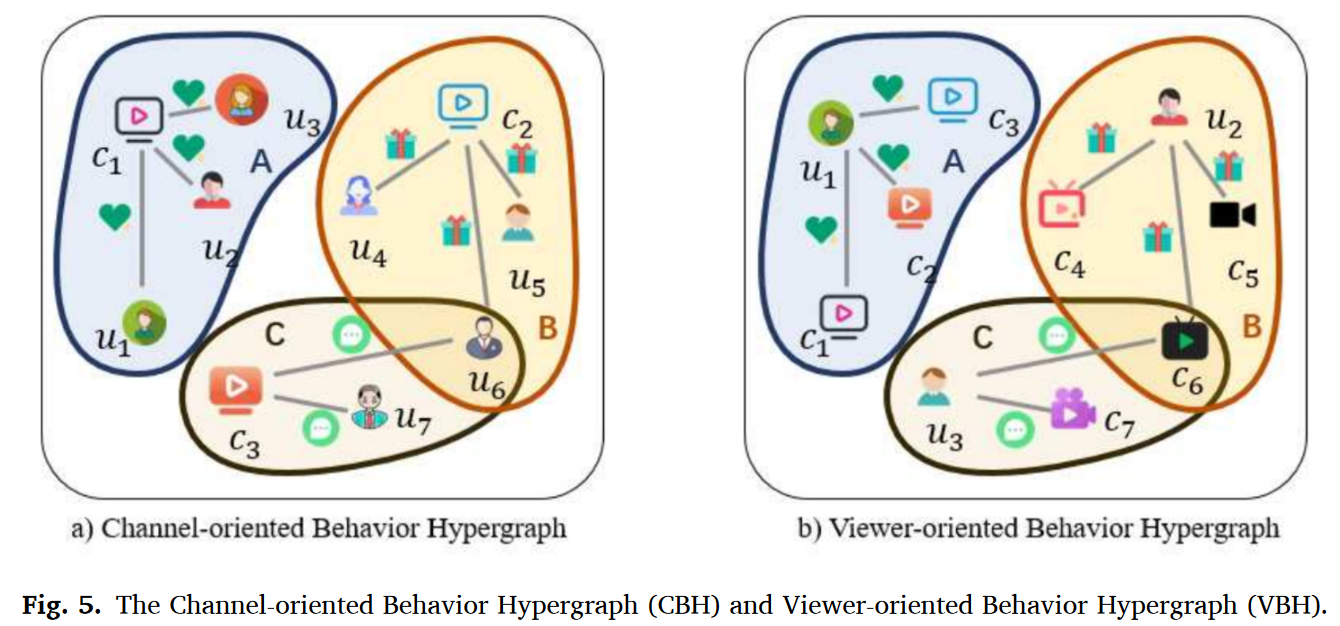 u3
c1
A
u2
u1
c2
u4
u5
B
C
u6
c3
u7
c3
u1
A
c2
c1
u2
c4
c5
B
C
c6
u3
c7
a) Channel-oriented Behavior Hypergraph
b) Viewer-oriented Behavior Hypergraph
Fig. 5. The Channel-oriented Behavior Hypergraph (CBH) and Viewer-oriented Behavior Hypergraph (VBH).